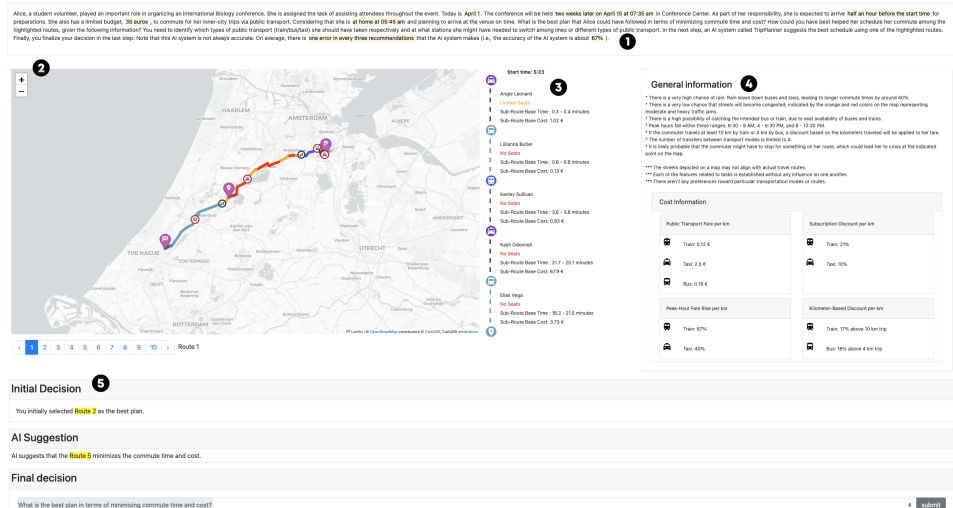 Alice, a student volunteer, played an important role in organizing an international Biology conference. She is assigned the task of assisting attendees throughout the event. Today is April 1. The conference will be held two weeks later on April 15 at 07:35 am in Conference Center. As part of her responsibility, she is expected to arrive half an hour before the start time for
preparations. She also has a limited budget, 35 euros, to commute for her inner-city trips via public transport. Considering that she is at home at 05:45 am and planning to arrive at the venue on time. What is the best plan that Alice could have followed in terms of minimizing commute time and cost? How could you have best helped her schedule her commute among the
highlighted routes, given the following information? You need to identify which types of public transport (train/bus/taxi) she should have taken respectively and at what stations she might have needed to switch among lines or different types of public transport. In the next step, an AI system called TripPlanner suggests the best schedule using one of the highlighted routes.
Finally, you finalize your decision in the last step. Note that this AI system is not always accurate. On average, there is one error in every three recommendations that the AI system makes (i.e., the accuracy of the AI system is about 67% ).
1
2
+
−
HAARLEM
AMSTERDAM
ALMERE
THE HAGUE
ZOETERMEER
DELFT
UTRECHT
AMERSFOORT
ROTTERDAM
Leaflet | © OpenStreetMap contributors © CartoDB, CartoDB attributions
‹ 1 2 3 4 5 6 7 8 9 10 › Route 1
Start time: 5:23
3
Angie Leonard
Limited Seats
Sub-Route Base Time : 0.3 - 0.4 minutes
Sub-Route Base Cost: 1.02 €
Lillianna Butler
No Seats
Sub-Route Base Time : 0.6 - 0.8 minutes
Sub-Route Base Cost: 0.13 €
Kenley Sullivan
No Seats
Sub-Route Base Time : 3.6 - 3.8 minutes
Sub-Route Base Cost: 0.93 €
Kash Odonnell
No Seats
Sub-Route Base Time : 21.7 - 25.1 minutes
Sub-Route Base Cost: 67.9 €
Elias Vega
No Seats
Sub-Route Base Time : 18.2 - 21.5 minutes
Sub-Route Base Cost: 3.73 €
General information
4
* There is a very high chance of rain. Rain slows down buses and taxis, leading to longer commute times by around 40%.
* There is a very low chance that streets will become congested, indicated by the orange and red colors on the map representing
moderate and heavy traffic jams.
* There is a high possibility of catching the intended bus or train, due to seat availability of buses and trains.
* Peak hours fall within these ranges: 6:30 - 9 AM, 4 - 6:30 PM, and 8 - 10:30 PM.
* If the commuter travels at least 10 km by train or 4 km by bus, a discount based on the kilometers traveled will be applied to her fare.
* The number of transfers between transport modes is limited to 4.
* It is lowly probable that the commuter might have to stop for something on her route, which could lead her to cross at the indicated
point on the map.
*** The streets depicted on a map may not align with actual travel routes.
*** Each of the features related to tasks is established without any influence on one another.
*** There aren't any preferences toward particular transportation modes or routes.
Cost Information
Public Transport Fare per km
Train: 0.12 €
Taxi: 2.5 €
Bus: 0.19 €
Subscription Discount per km
Train: 21%
Taxi: 10%
Peak-Hour Fare Rise per km
Train: 67%
Taxi: 40%
Kilometer-Based Discount per km
Train: 17% above 10 km trip
Bus: 16% above 4 km trip
Initial Decision
5
You initially selected Route 2 as the best plan.
AI Suggestion
AI suggests that the Route 5 minimizes the commute time and cost.
Final decision
What is the best plan in terms of minimising commute time and cost?
submit